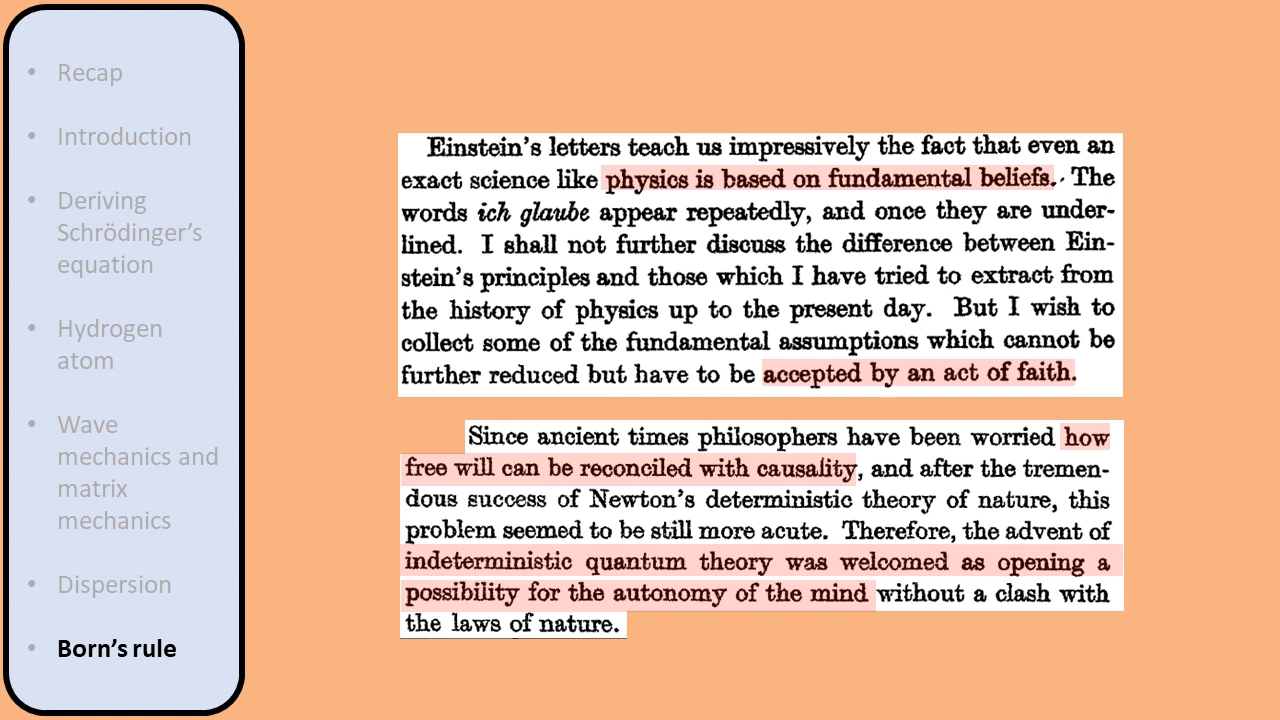 • Recap
• Introduction
• Deriving
Schrödinger's
equation
• Hydrogen
atom
• Wave
mechanics and
matrix
mechanics
• Dispersion
• Born's rule
Einstein's letters teach us impressively the fact that even an
exact science like physics is based on fundamental beliefs. The
words ich glaube appear repeatedly, and once they are under-
lined. I shall not further discuss the difference between Ein-
stein's principles and those which I have tried to extract from
the history of physics up to the present day. But I wish to
collect some of the fundamental assumptions which cannot be
further reduced but have to be accepted by an act of faith.
Since ancient times philosophers have been worried how
free will can be reconciled with causality, and after the tremen-
dous success of Newton's deterministic theory of nature, this
problem seemed to be still more acute. Therefore, the advent of
indeterministic quantum theory was welcomed as opening a
possibility for the autonomy of the mind without a clash with
the laws of nature.